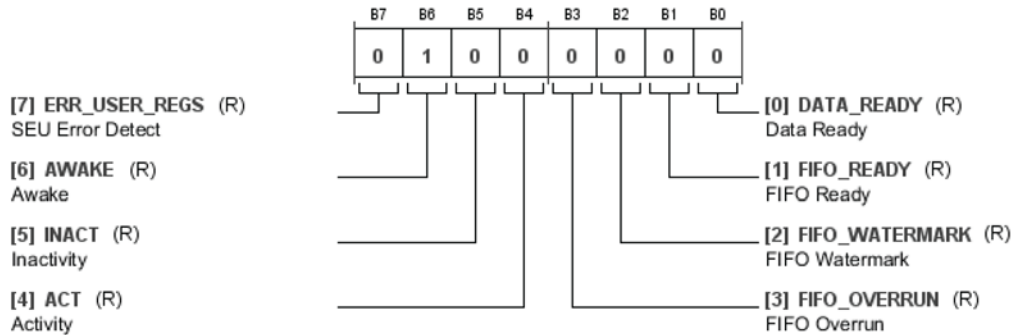 B7 B6 B5 B4 B3 B2 B1 B0
0 1 0 0 0 0 0 0
[7] ERR_USER_REGS (R)
SEU Error Detect
[6] AWAKE (R)
Awake
[5] INACT (R)
Inactivity
[4] ACT (R)
Activity
[0] DATA_READY (R)
Data Ready
[1] FIFO_READY (R)
FIFO Ready
[2] FIFO_WATERMARK (R)
FIFO Watermark
[3] FIFO_OVERRUN (R)
FIFO Overrun